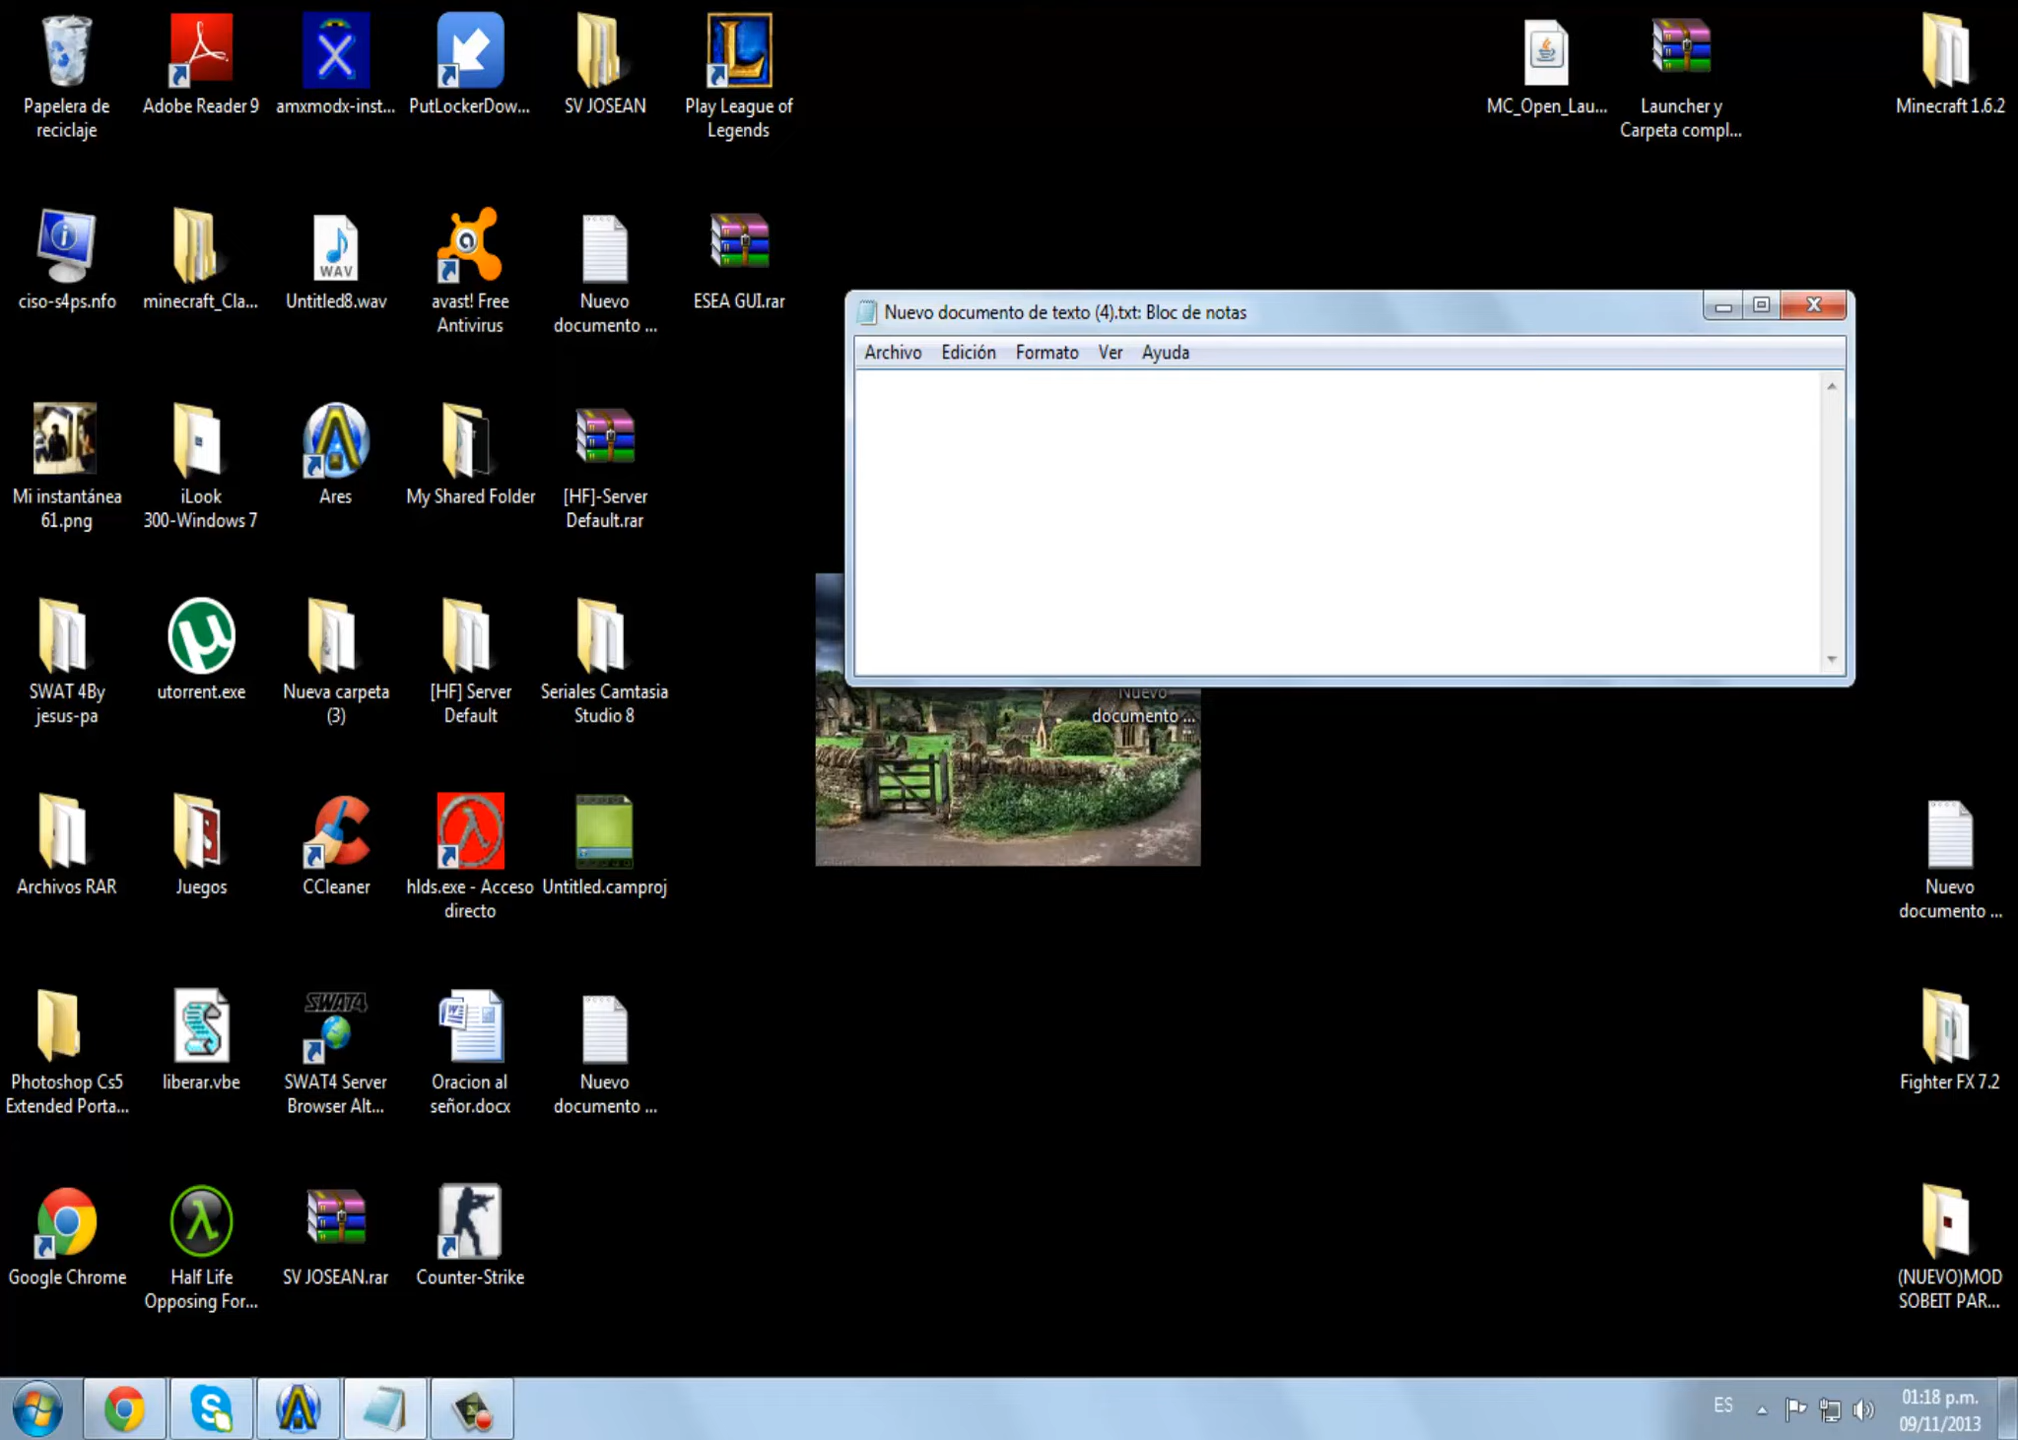 Papelera de
reciclaje
Adobe Reader 9
amxmodx-inst...
PutLockerDow...
SV JOSEAN
Play League of
Legends
MC_Open_Lau...
Launcher y
Carpeta compl...
Minecraft 1.6.2
ciso-s4ps.nfo
minecraft_Cla...
WAV
Untitled8.wav
avast! Free
Antivirus
Nuevo
documento ...
ESEA GUI.rar
Nuevo documento de texto (4).txt: Bloc de notas
Archivo Edición Formato Ver Ayuda
Mi instantánea
61.png
iLook
300-Windows 7
Ares
My Shared Folder
[HF]-Server
Default.rar
SWAT 4By
jesus-pa
utorrent.exe
Nueva carpeta
(3)
[HF] Server
Default
Seriales Camtasia
Studio 8
Nuevo
documento ...
Archivos RAR
Juegos
CCleaner
hlds.exe - Acceso
directo
Untitled.camproj
Nuevo
documento ...
Photoshop Cs5
Extended Porta...
liberar.vbe
SWAT4
SWAT4 Server
Browser Alt...
Oracion al
señor.docx
Nuevo
documento ...
Fighter FX 7.2
Google Chrome
Half Life
Opposing For...
SV JOSEAN.rar
Counter-Strike
(NUEVO)MOD
SOBEIT PAR...
ES
01:18 p.m.
09/11/2013